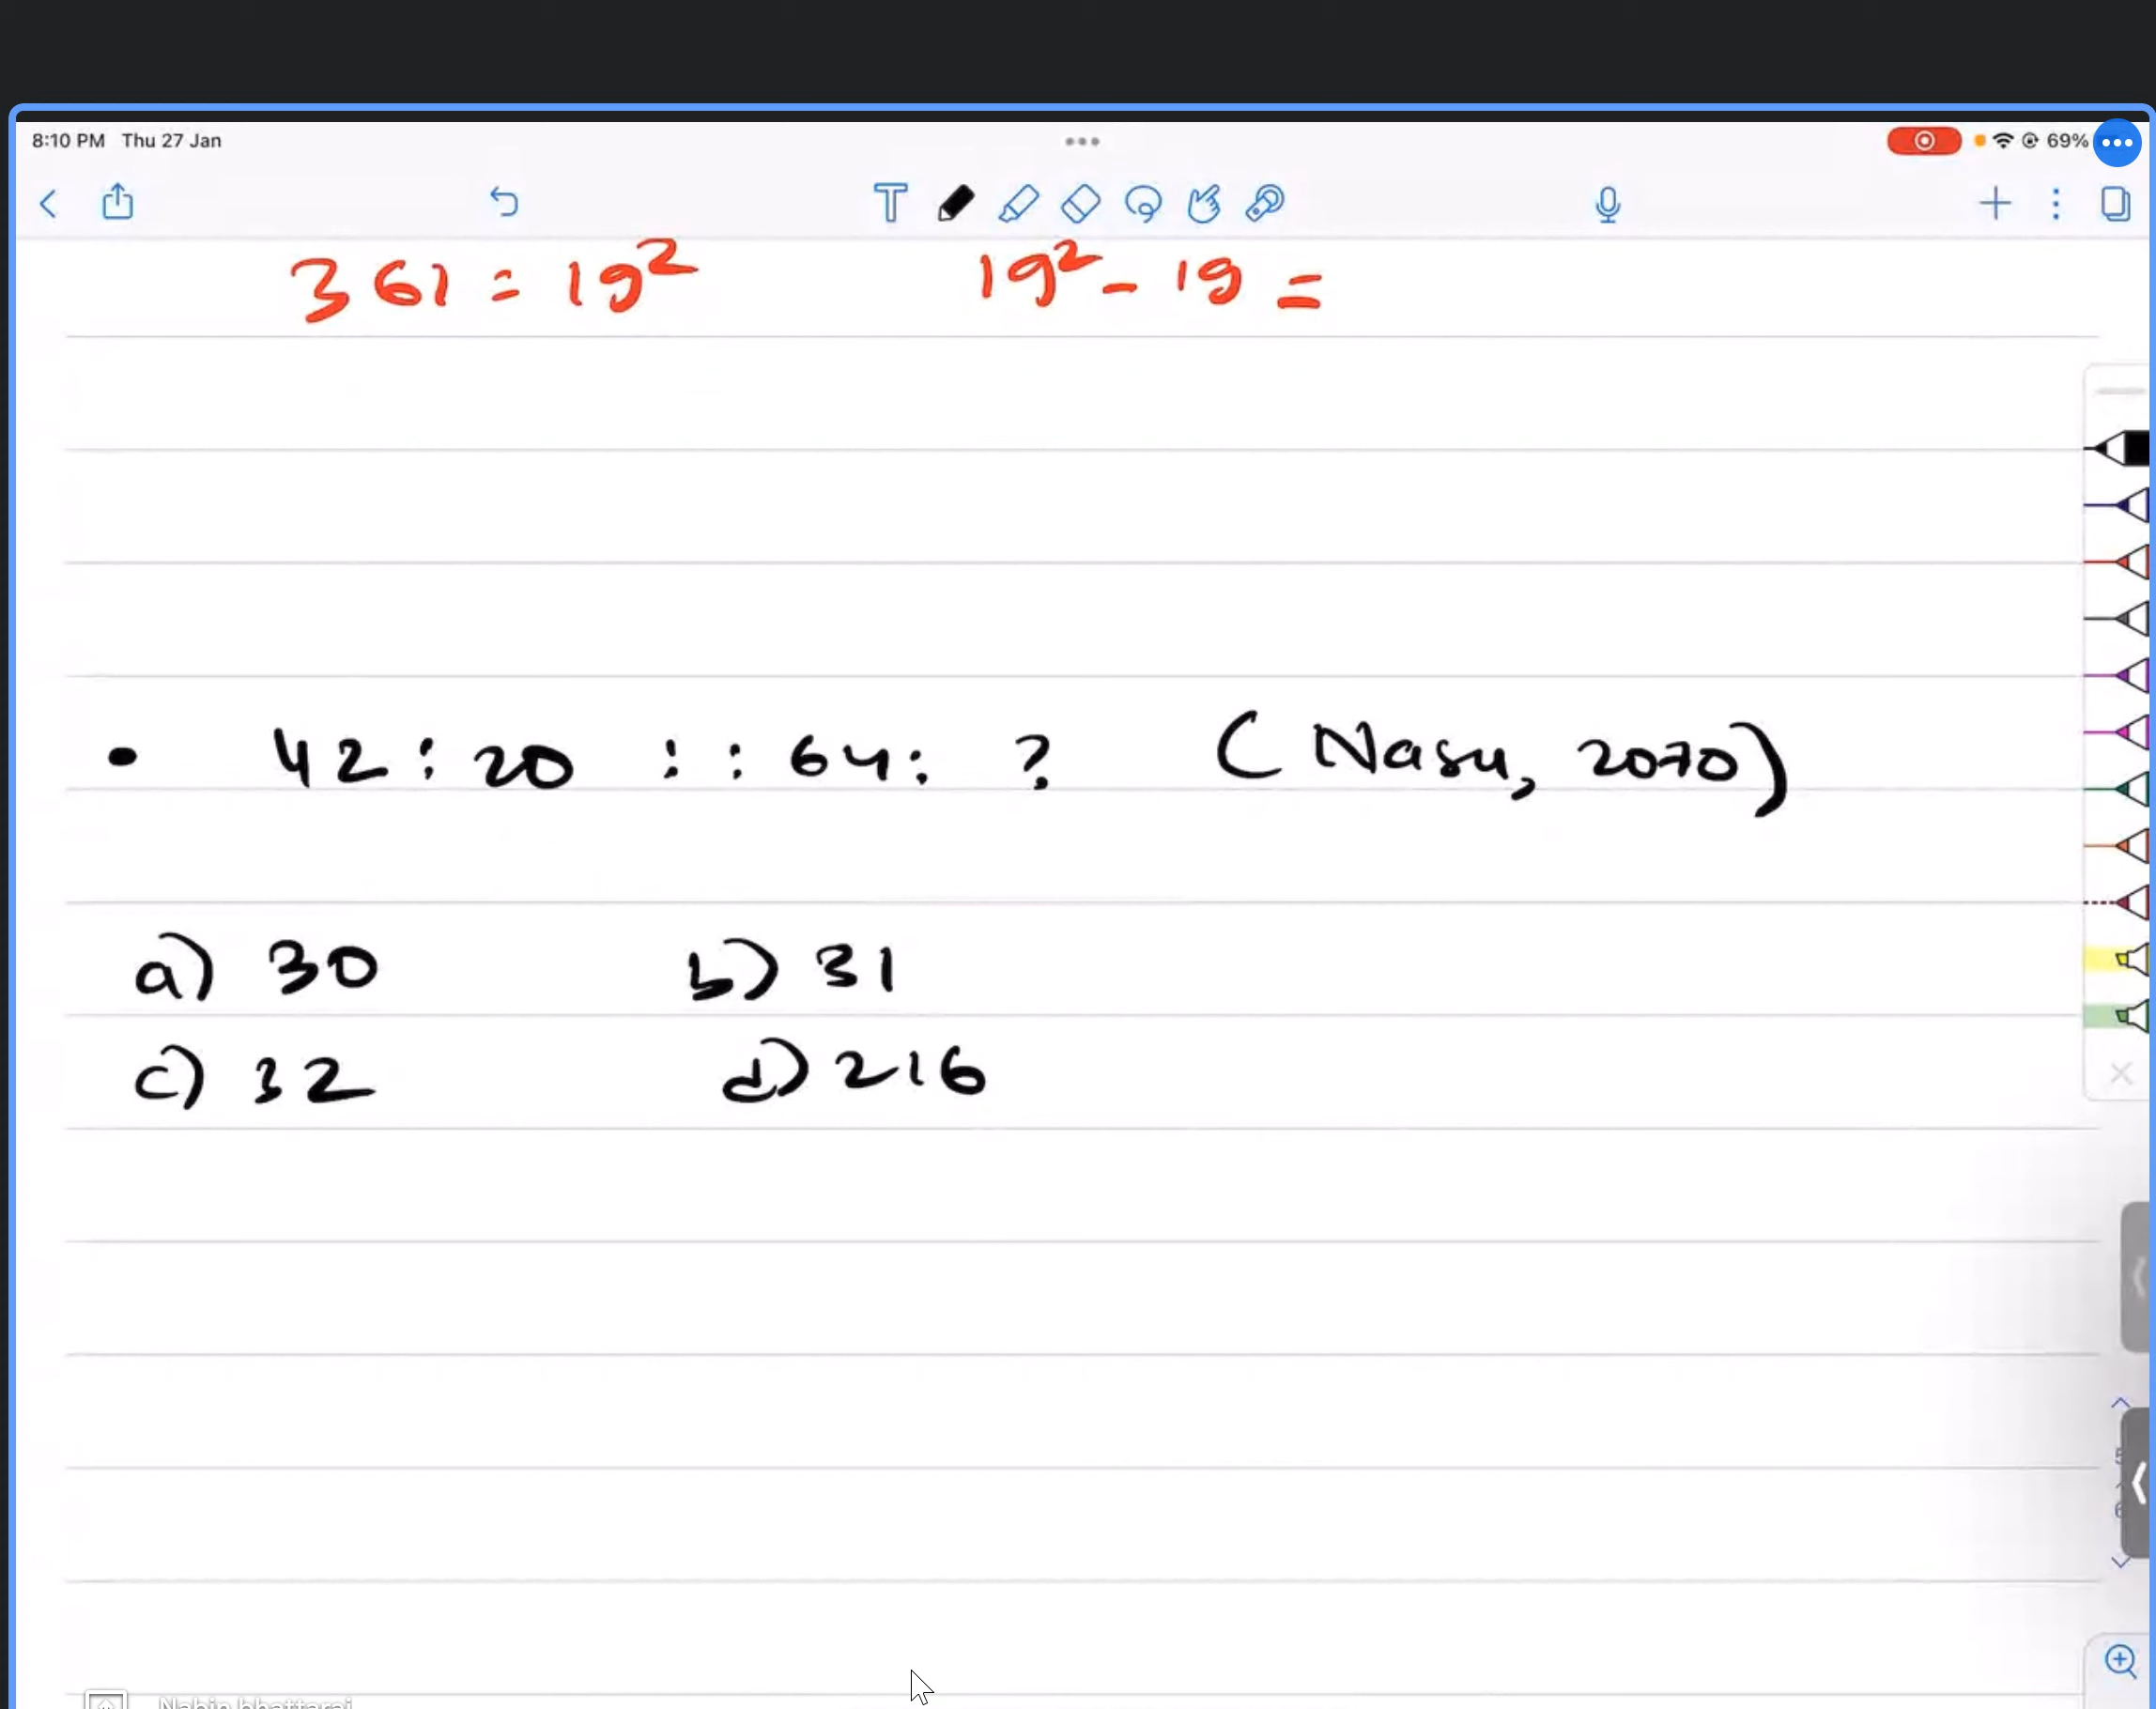 8:10 PM Thu 27 Jan
69%
361 = 19² 19² - 19 =
• 42 : 20 : : 64 : ? (Nasu, 2070)
a) 30 b) 31
c) 32 d) 216